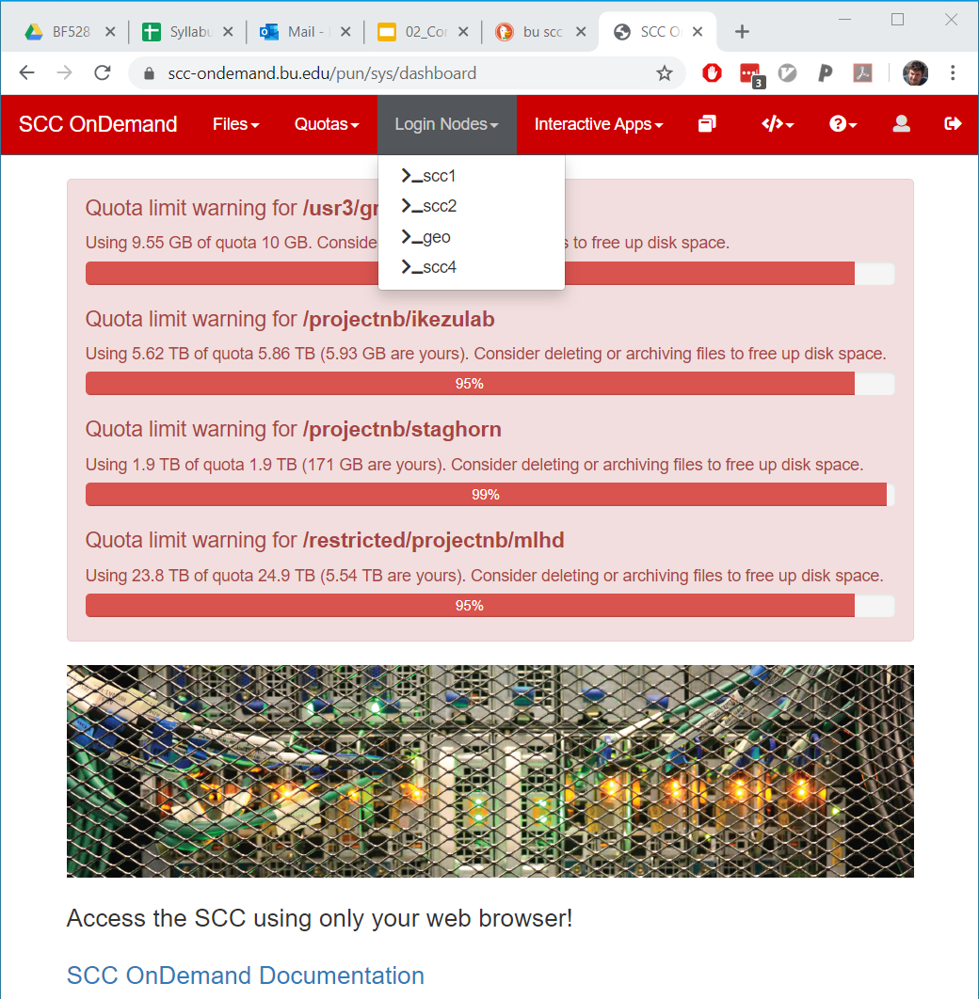 BF528
Syllabu
Mail -
02_Cor
bu scc
SCC O
scc-ondemand.bu.edu/pun/sys/dashboard
3
SCC OnDemand
Files
Quotas
Login Nodes
Interactive Apps
>_scc1
>_scc2
>_geo
>_scc4
Quota limit warning for /usr3/gr
Using 9.55 GB of quota 10 GB. Conside s to free up disk space.
Quota limit warning for /projectnb/ikezulab
Using 5.62 TB of quota 5.86 TB (5.93 GB are yours). Consider deleting or archiving files to free up disk space.
95%
Quota limit warning for /projectnb/staghorn
Using 1.9 TB of quota 1.9 TB (171 GB are yours). Consider deleting or archiving files to free up disk space.
99%
Quota limit warning for /restricted/projectnb/mlhd
Using 23.8 TB of quota 24.9 TB (5.54 TB are yours). Consider deleting or archiving files to free up disk space.
95%
Access the SCC using only your web browser!
SCC OnDemand Documentation